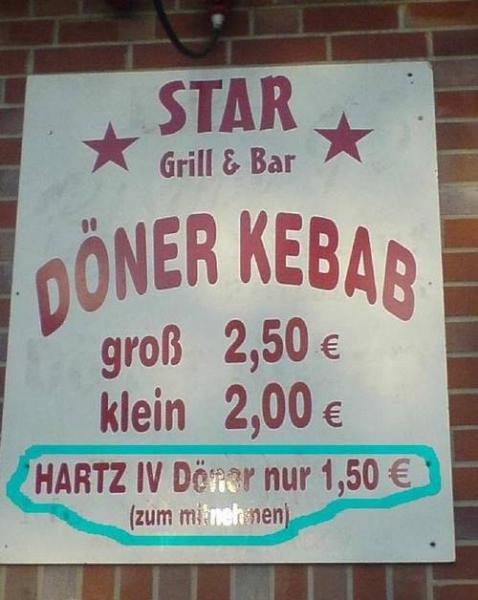 STAR
Grill & Bar
DÖNER KEBAB
groß 2,50 €
klein 2,00 €
HARTZ IV Döner nur 1,50 €
(zum mitnehmen)